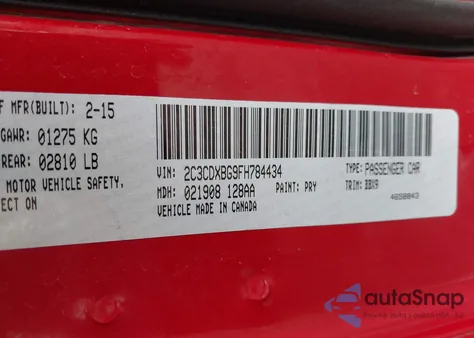 F MFR(BUILT): 2-15
GAWR: 01275 KG
REAR: 02810 LB
MOTOR VEHICLE SAFETY,
ECT ON
VIN: 2C3CDXBG9FH784434
TYPE: PASSENGER CAR
MDH: 021908 128AA PAINT: PRY TRIM: BBX9
VEHICLE MADE IN CANADA
autoSnap